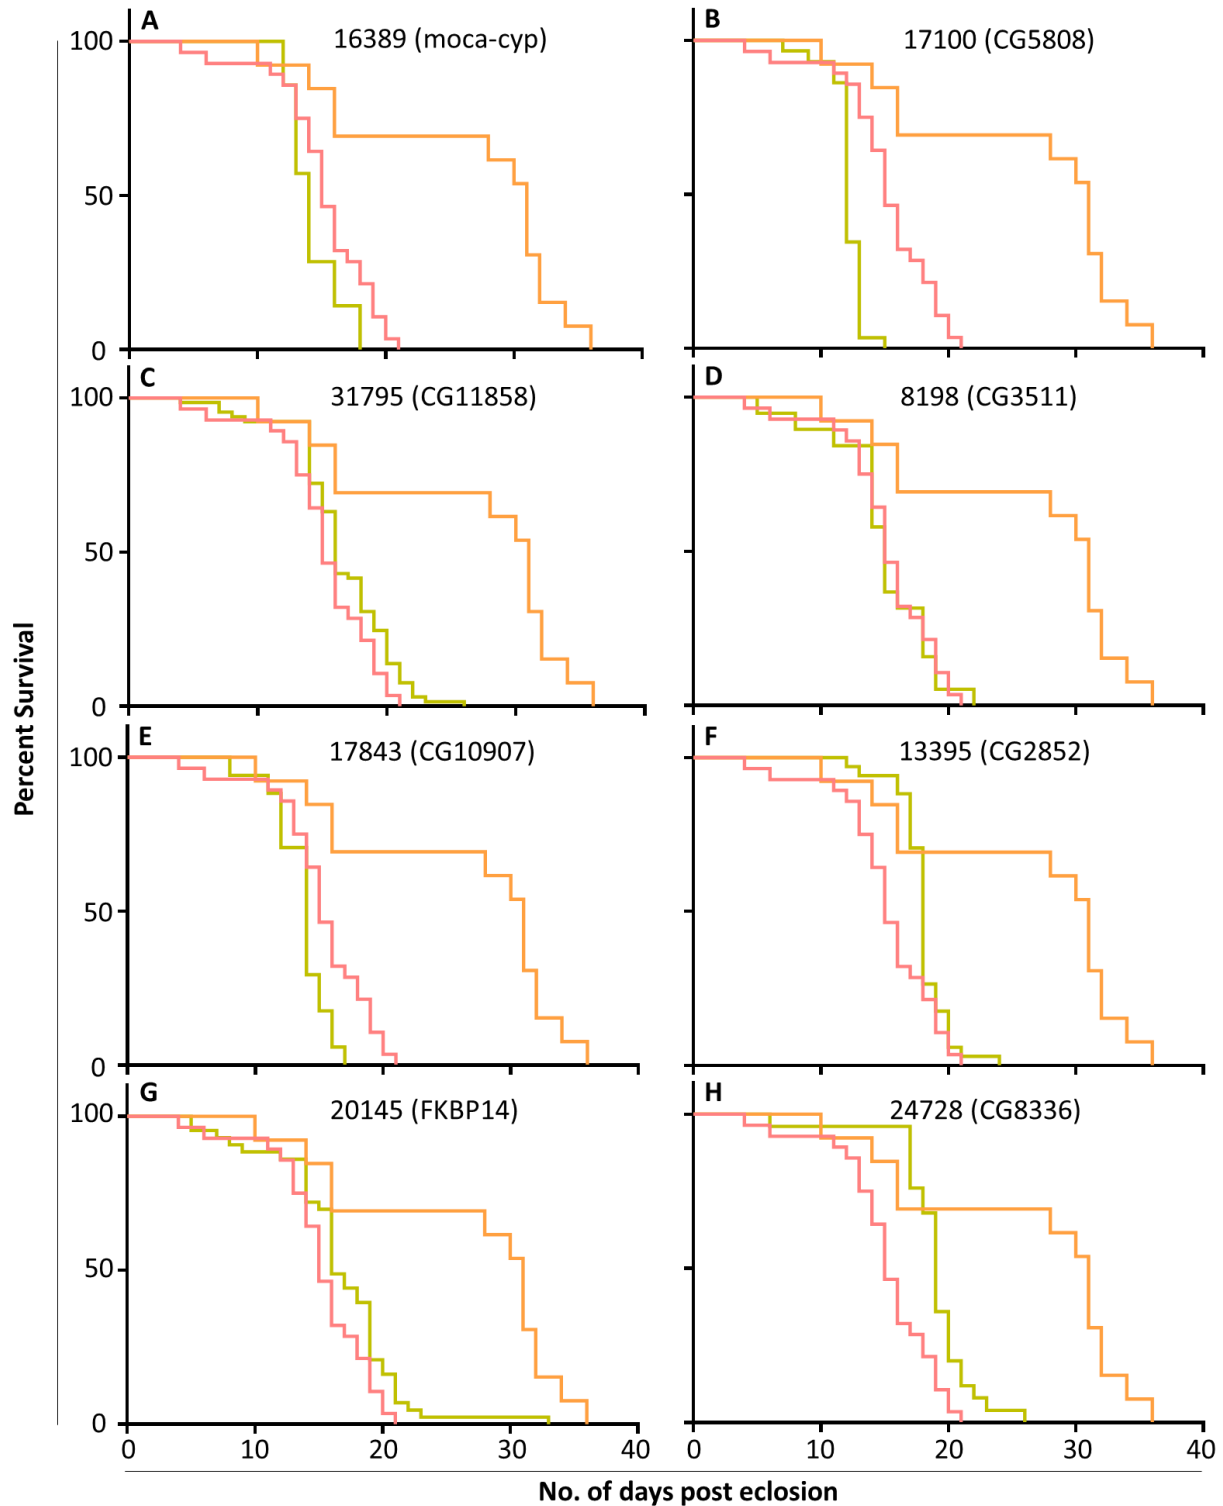 A
16389 (moca-cyp)
B
17100 (CG5808)
100
50
0
C
31795 (CG11858)
D
8198 (CG3511)
100
50
0
E
17843 (CG10907)
F
13395 (CG2852)
100
50
0
G
20145 (FKBP14)
H
24728 (CG8336)
100
50
0
0 10 20 30 40
0 10 20 30 40
Percent Survival
No. of days post eclosion